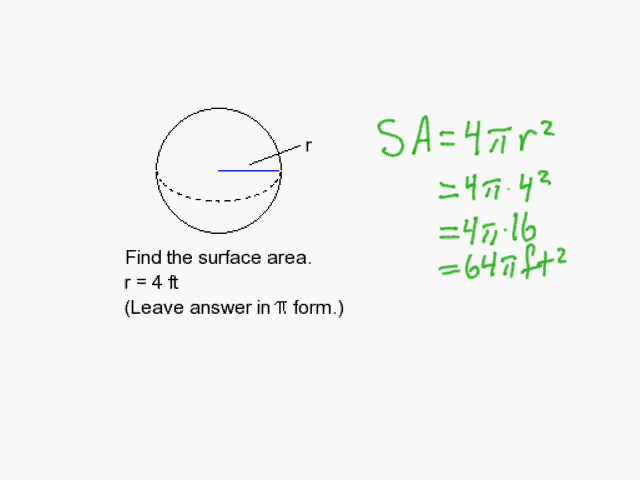 r
Find the surface area.
r = 4 ft
(Leave answer in π form.)
SA = 4πr²
= 4π · 4²
= 4π · 16
= 64π ft²